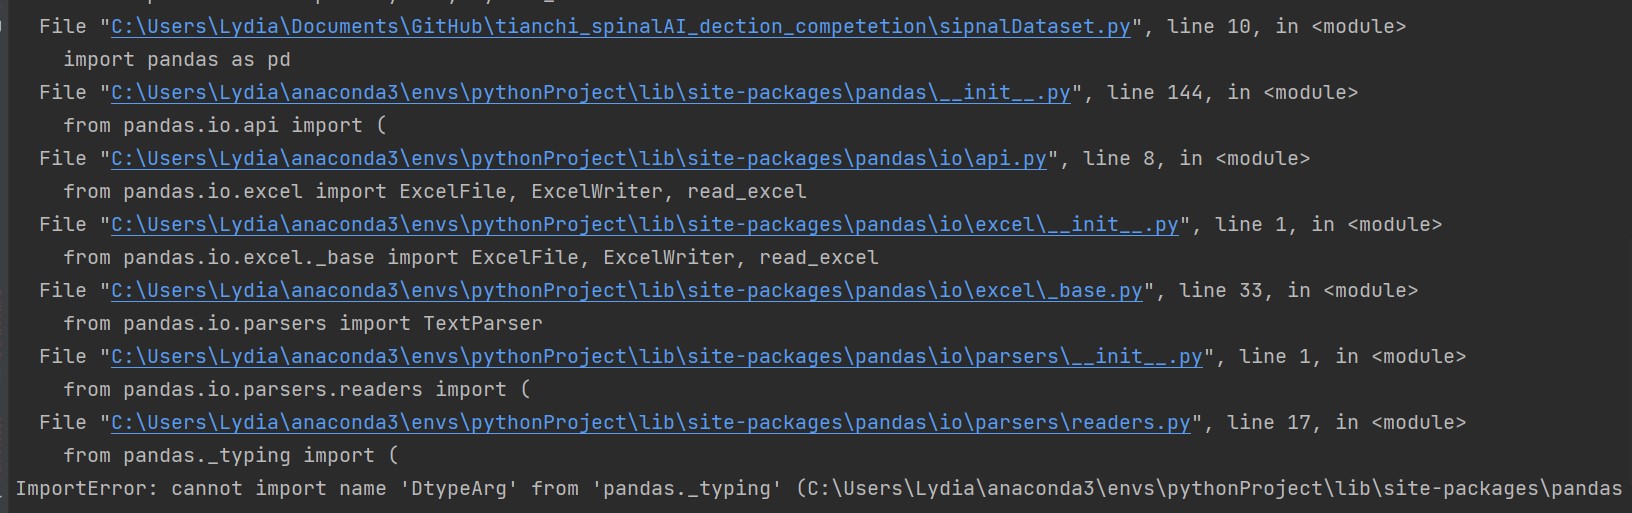 File "C:\Users\Lydia\Documents\GitHub\tianchi_spinalAI_dection_competetion\sipnalDataset.py", line 10, in <module>
import pandas as pd
File "C:\Users\Lydia\anaconda3\envs\pythonProject\lib\site-packages\pandas\__init__.py", line 144, in <module>
from pandas.io.api import (
File "C:\Users\Lydia\anaconda3\envs\pythonProject\lib\site-packages\pandas\io\api.py", line 8, in <module>
from pandas.io.excel import ExcelFile, ExcelWriter, read_excel
File "C:\Users\Lydia\anaconda3\envs\pythonProject\lib\site-packages\pandas\io\excel\__init__.py", line 1, in <module>
from pandas.io.excel._base import ExcelFile, ExcelWriter, read_excel
File "C:\Users\Lydia\anaconda3\envs\pythonProject\lib\site-packages\pandas\io\excel\_base.py", line 33, in <module>
from pandas.io.parsers import TextParser
File "C:\Users\Lydia\anaconda3\envs\pythonProject\lib\site-packages\pandas\io\parsers\__init__.py", line 1, in <module>
from pandas.io.parsers.readers import (
File "C:\Users\Lydia\anaconda3\envs\pythonProject\lib\site-packages\pandas\io\parsers\readers.py", line 17, in <module>
from pandas._typing import (
ImportError: cannot import name 'DtypeArg' from 'pandas._typing' (C:\Users\Lydia\anaconda3\envs\pythonProject\lib\site-packages\pandas